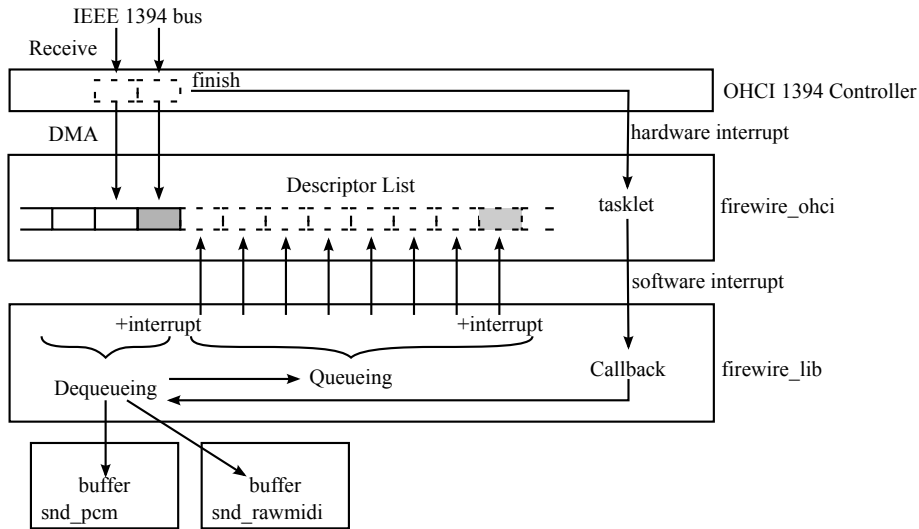 IEEE 1394 bus
Receive
finish
OHCI 1394 Controller
DMA
hardware interrupt
Descriptor List
tasklet
firewire_ohci
software interrupt
+interrupt
+interrupt
Callback
firewire_lib
Queueing
Dequeueing
buffer
snd_pcm
buffer
snd_rawmidi